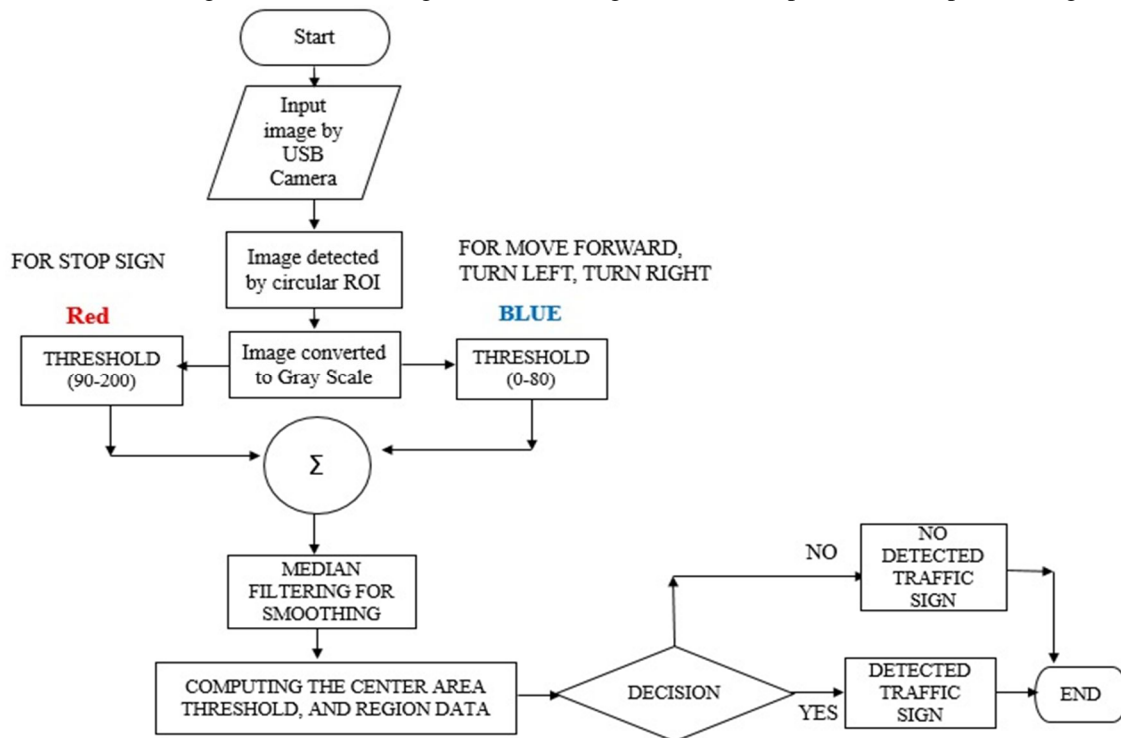 Start
Input
image by
USB
Camera
FOR STOP SIGN
Image detected
by circular ROI
FOR MOVE FORWARD,
TURN LEFT, TURN RIGHT
Red
BLUE
THRESHOLD
(90-200)
Image converted
to Gray Scale
THRESHOLD
(0-80)
Σ
MEDIAN
FILTERING FOR
SMOOTHING
COMPUTING THE CENTER AREA
THRESHOLD, AND REGION DATA
DECISION
NO
NO
DETECTED
TRAFFIC
SIGN
YES
DETECTED
TRAFFIC
SIGN
END